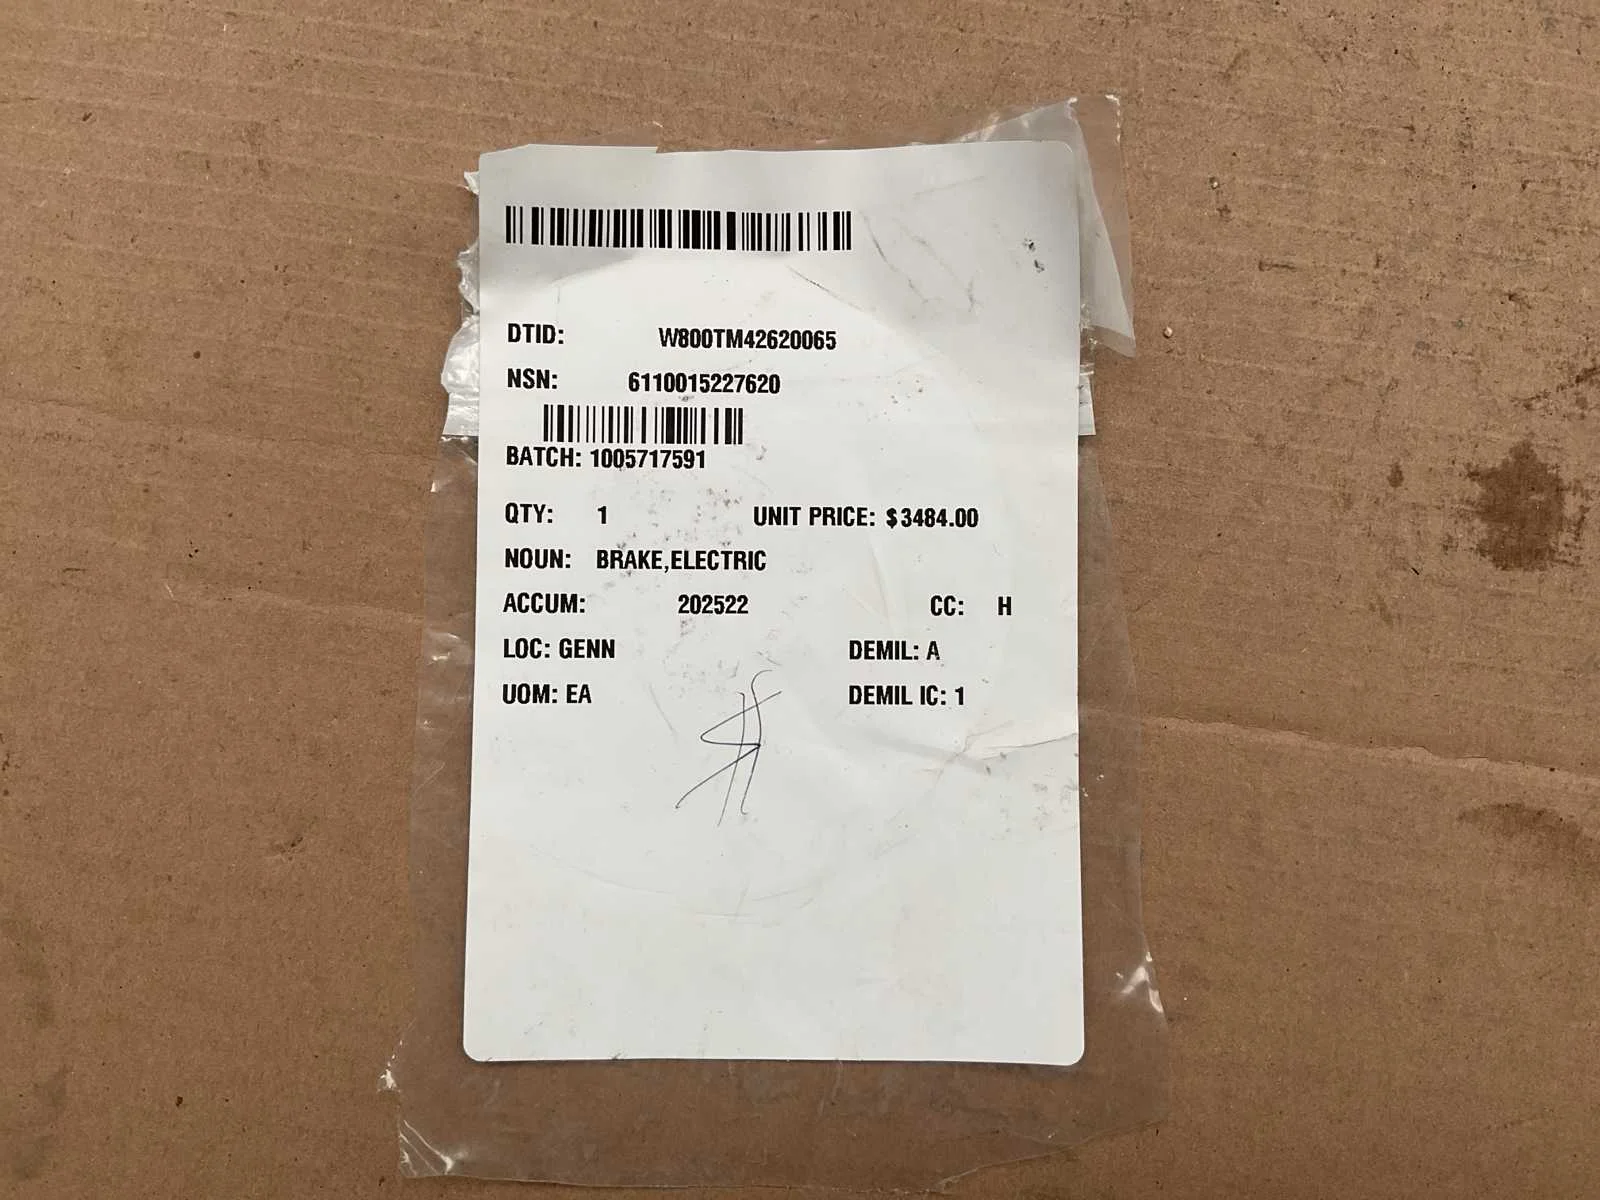 DTID: W800TM42620065
NSN: 6110015227620
BATCH: 1005717591
QTY: 1 UNIT PRICE: $3484.00
NOUN: BRAKE,ELECTRIC
ACCUM: 202522 CC: H
LOC: GENN DEMIL: A
UOM: EA DEMIL IC: 1